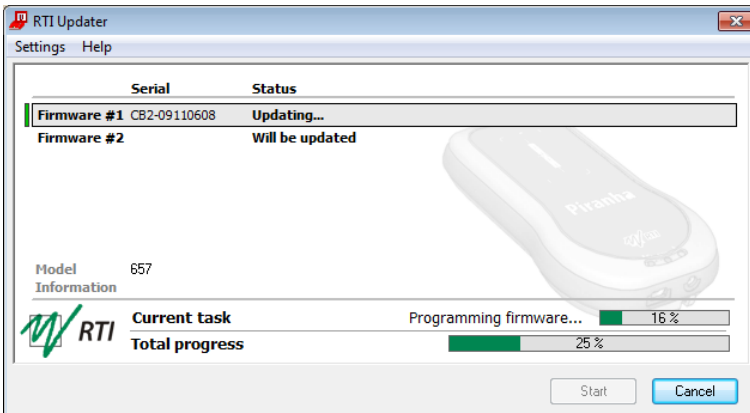 RTI Updater
Settings Help
Serial Status
Firmware #1 CB2-09110608 Updating...
Firmware #2 Will be updated
Piranha
Model 657
Information
RTI Current task Programming firmware... 16 %
Total progress 25 %
Start Cancel